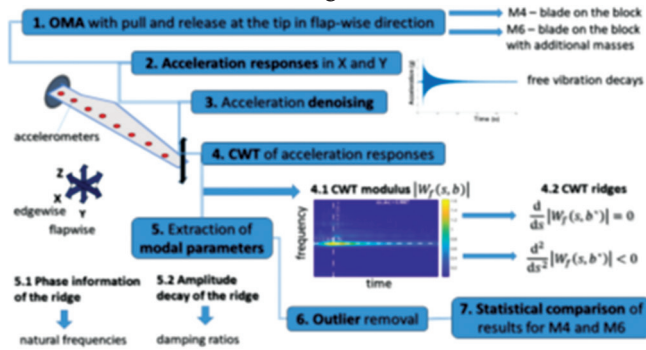 1. OMA with pull and release at the tip in flap-wise direction
M4 – blade on the block
M6 – blade on the block
with additional masses
2. Acceleration responses in X and Y
3. Acceleration denoising
Acceleration (g)
Time (s)
free vibration decays
accelerometers
4. CWT of acceleration responses
Z
X
Y
edgewise
flapwise
4.1 CWT modulus |W_f(s, b)|
4.2 CWT ridges
frequency
time
d/ds |W_f(s, b*)| = 0
d²/ds² |W_f(s, b*)| < 0
5. Extraction of
modal parameters
5.1 Phase information
of the ridge
5.2 Amplitude
decay of the ridge
natural frequencies
damping ratios
6. Outlier removal
7. Statistical comparison of
results for M4 and M6